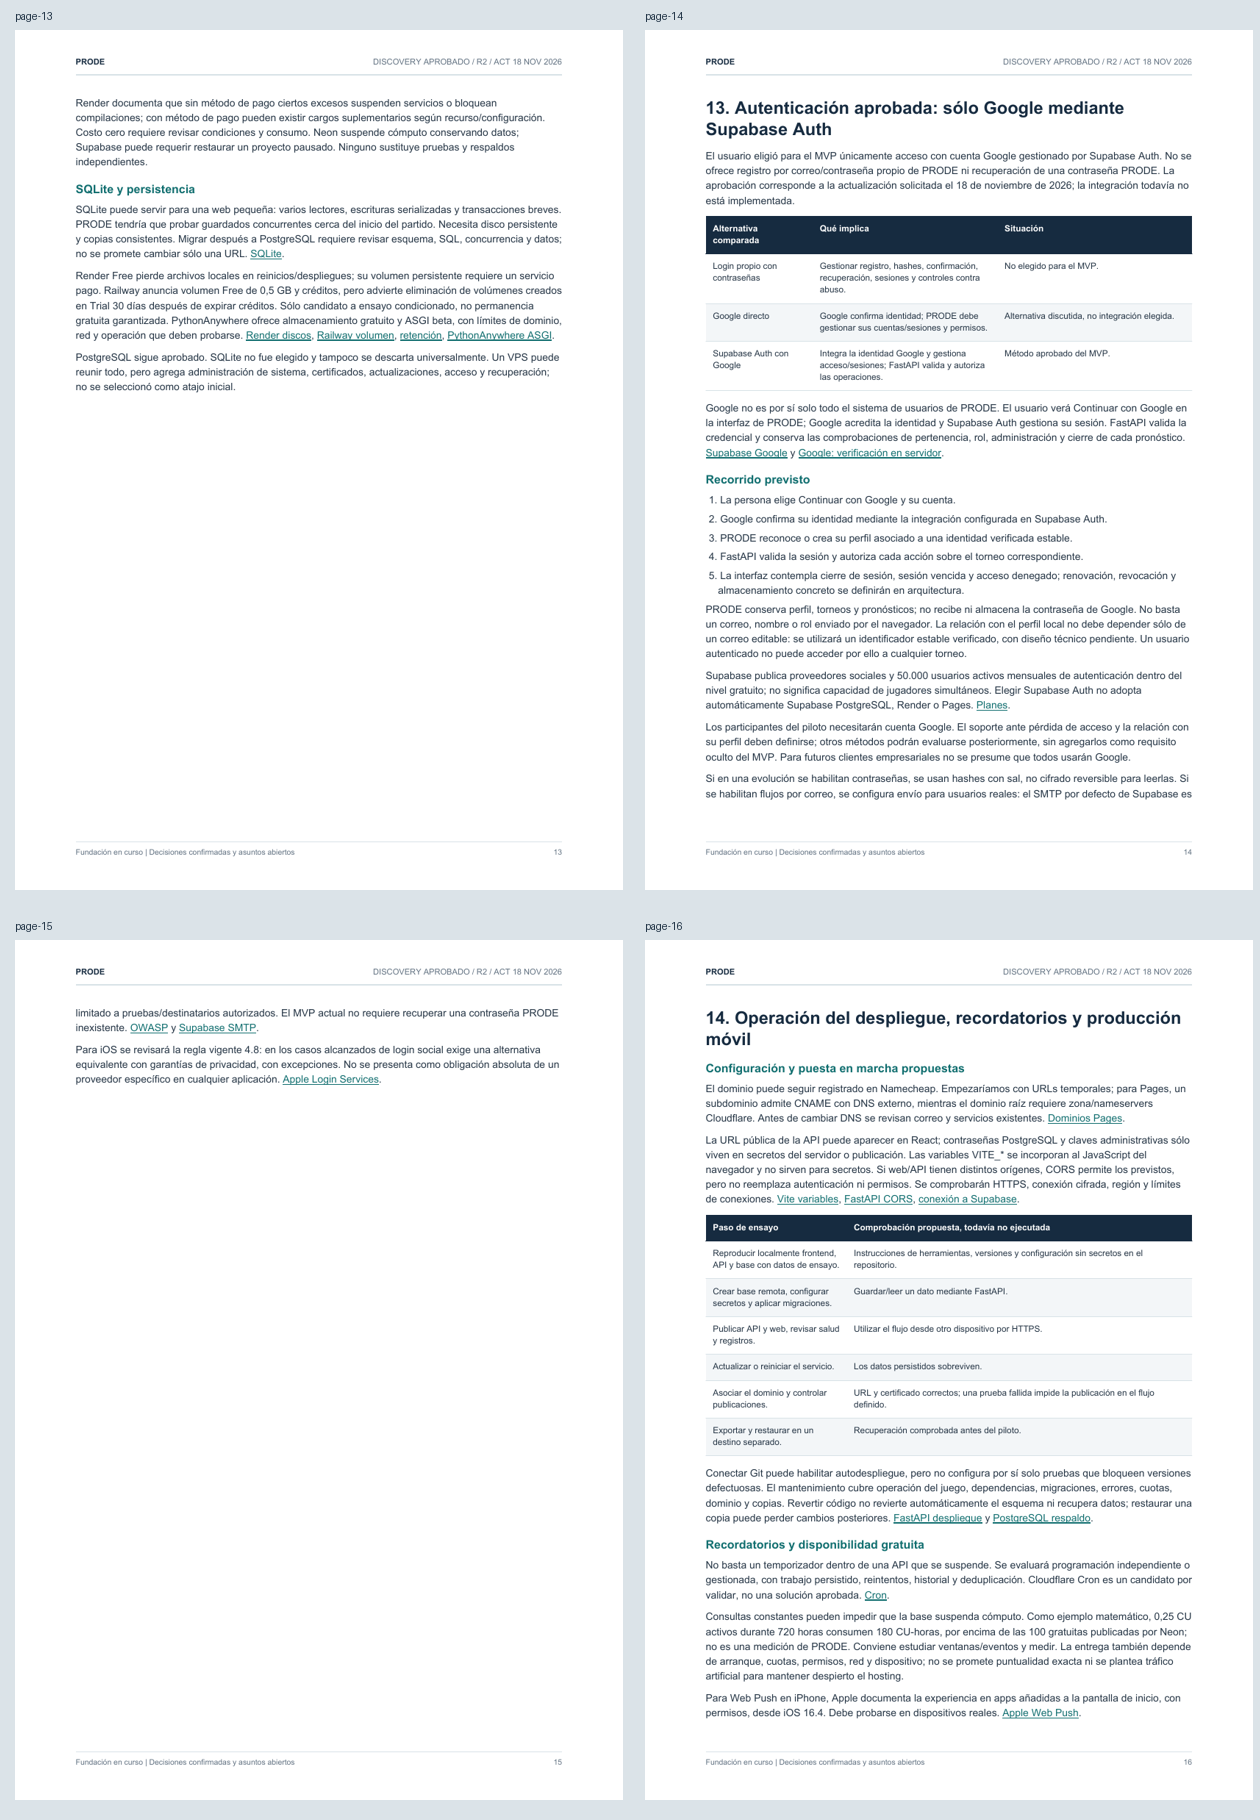 page-13
PRODE
DISCOVERY APROBADO / R2 / ACT 18 NOV 2026
Render documenta que sin método de pago ciertos excesos suspenden servicios o bloquean
compilaciones; con método de pago pueden existir cargos suplementarios según recurso/configuración.
Costo cero requiere revisar condiciones y consumo. Neon suspende cómputo conservando datos;
Supabase puede requerir restaurar un proyecto pausado. Ninguno sustituye pruebas y respaldos
independientes.
SQLite y persistencia
SQLite puede servir para una web pequeña: varios lectores, escrituras serializadas y transacciones breves.
PRODE tendría que probar guardados concurrentes cerca del inicio del partido. Necesita disco persistente
y copias consistentes. Migrar después a PostgreSQL requiere revisar esquema, SQL, concurrencia y datos;
no se promete cambiar sólo una URL. SQLite.
Render Free pierde archivos locales en reinicios/despliegues; su volumen persistente requiere un servicio
pago. Railway anuncia volumen Free de 0,5 GB y créditos, pero advierte eliminación de volúmenes creados
en Trial 30 días después de expirar créditos. Sólo candidato a ensayo condicionado, no permanencia
gratuita garantizada. PythonAnywhere ofrece almacenamiento gratuito y ASGI beta, con límites de dominio,
red y operación que deben probarse. Render discos, Railway volumen, retención, PythonAnywhere ASGI.
PostgreSQL sigue aprobado. SQLite no fue elegido y tampoco se descarta universalmente. Un VPS puede
reunir todo, pero agrega administración de sistema, certificados, actualizaciones, acceso y recuperación;
no se seleccionó como atajo inicial.
Fundación en curso | Decisiones confirmadas y asuntos abiertos
13
page-14
PRODE
DISCOVERY APROBADO / R2 / ACT 18 NOV 2026
13. Autenticación aprobada: sólo Google mediante
Supabase Auth
El usuario eligió para el MVP únicamente acceso con cuenta Google gestionado por Supabase Auth. No se
ofrece registro por correo/contraseña propio de PRODE ni recuperación de una contraseña PRODE. La
aprobación corresponde a la actualización solicitada el 18 de noviembre de 2026; la integración todavía no
está implementada.
Alternativa
comparada
Qué implica
Situación
Login propio con
contraseñas
Gestionar registro, hashes, confirmación,
recuperación, sesiones y controles contra
abuso.
No elegido para el MVP.
Google directo
Google confirma identidad; PRODE debe
gestionar sus cuentas/sesiones y permisos.
Alternativa discutida, no integración elegida.
Supabase Auth con
Google
Integra la identidad Google y gestiona
acceso/sesiones; FastAPI valida y autoriza
las operaciones.
Método aprobado del MVP.
Google no es por sí solo todo el sistema de usuarios de PRODE. El usuario verá Continuar con Google en
la interfaz de PRODE; Google acredita la identidad y Supabase Auth gestiona su sesión. FastAPI valida la
credencial y conserva las comprobaciones de pertenencia, rol, administración y cierre de cada pronóstico.
Supabase Google y Google: verificación en servidor.
Recorrido previsto
1. La persona elige Continuar con Google y su cuenta.
2. Google confirma su identidad mediante la integración configurada en Supabase Auth.
3. PRODE reconoce o crea su perfil asociado a una identidad verificada estable.
4. FastAPI valida la sesión y autoriza cada acción sobre el torneo correspondiente.
5. La interfaz contempla cierre de sesión, sesión vencida y acceso denegado; renovación, revocación y
almacenamiento concreto se definirán en arquitectura.
PRODE conserva perfil, torneos y pronósticos; no recibe ni almacena la contraseña de Google. No basta
un correo, nombre o rol enviado por el navegador. La relación con el perfil local no debe depender sólo de
un correo editable: se utilizará un identificador estable verificado, con diseño técnico pendiente. Un usuario
autenticado no puede acceder por ello a cualquier torneo.
Supabase publica proveedores sociales y 50.000 usuarios activos mensuales de autenticación dentro del
nivel gratuito; no significa capacidad de jugadores simultáneos. Elegir Supabase Auth no adopta
automáticamente Supabase PostgreSQL, Render o Pages. Planes.
Los participantes del piloto necesitarán cuenta Google. El soporte ante pérdida de acceso y la relación con
su perfil deben definirse; otros métodos podrán evaluarse posteriormente, sin agregarlos como requisito
oculto del MVP. Para futuros clientes empresariales no se presume que todos usarán Google.
Si en una evolución se habilitan contraseñas, se usan hashes con sal, no cifrado reversible para leerlas. Si
se habilitan flujos por correo, se configura envío para usuarios reales: el SMTP por defecto de Supabase es
Fundación en curso | Decisiones confirmadas y asuntos abiertos
14
page-15
PRODE
DISCOVERY APROBADO / R2 / ACT 18 NOV 2026
limitado a pruebas/destinatarios autorizados. El MVP actual no requiere recuperar una contraseña PRODE
inexistente. OWASP y Supabase SMTP.
Para iOS se revisará la regla vigente 4.8: en los casos alcanzados de login social exige una alternativa
equivalente con garantías de privacidad, con excepciones. No se presenta como obligación absoluta de un
proveedor específico en cualquier aplicación. Apple Login Services.
Fundación en curso | Decisiones confirmadas y asuntos abiertos
15
page-16
PRODE
DISCOVERY APROBADO / R2 / ACT 18 NOV 2026
14. Operación del despliegue, recordatorios y producción
móvil
Configuración y puesta en marcha propuestas
El dominio puede seguir registrado en Namecheap. Empezaríamos con URLs temporales; para Pages, un
subdominio admite CNAME con DNS externo, mientras el dominio raíz requiere zona/nameservers
Cloudflare. Antes de cambiar DNS se revisan correo y servicios existentes. Dominios Pages.
La URL pública de la API puede aparecer en React; contraseñas PostgreSQL y claves administrativas sólo
viven en secretos del servidor o publicación. Las variables VITE_* se incorporan al JavaScript del
navegador y no sirven para secretos. Si web/API tienen distintos orígenes, CORS permite los previstos,
pero no reemplaza autenticación ni permisos. Se comprobarán HTTPS, conexión cifrada, región y límites
de conexiones. Vite variables, FastAPI CORS, conexión a Supabase.
Paso de ensayo
Comprobación propuesta, todavía no ejecutada
Reproducir localmente frontend,
API y base con datos de ensayo.
Instrucciones de herramientas, versiones y configuración sin secretos en el
repositorio.
Crear base remota, configurar
secretos y aplicar migraciones.
Guardar/leer un dato mediante FastAPI.
Publicar API y web, revisar salud
y registros.
Utilizar el flujo desde otro dispositivo por HTTPS.
Actualizar o reiniciar el servicio.
Los datos persistidos sobreviven.
Asociar el dominio y controlar
publicaciones.
URL y certificado correctos; una prueba fallida impide la publicación en el flujo
definido.
Exportar y restaurar en un
destino separado.
Recuperación comprobada antes del piloto.
Conectar Git puede habilitar autodespliegue, pero no configura por sí solo pruebas que bloqueen versiones
defectuosas. El mantenimiento cubre operación del juego, dependencias, migraciones, errores, cuotas,
dominio y copias. Revertir código no revierte automáticamente el esquema ni recupera datos; restaurar una
copia puede perder cambios posteriores. FastAPI despliegue y PostgreSQL respaldo.
Recordatorios y disponibilidad gratuita
No basta un temporizador dentro de una API que se suspende. Se evaluará programación independiente o
gestionada, con trabajo persistido, reintentos, historial y deduplicación. Cloudflare Cron es un candidato por
validar, no una solución aprobada. Cron.
Consultas constantes pueden impedir que la base suspenda cómputo. Como ejemplo matemático, 0,25 CU
activos durante 720 horas consumen 180 CU-horas, por encima de las 100 gratuitas publicadas por Neon;
no es una medición de PRODE. Conviene estudiar ventanas/eventos y medir. La entrega también depende
de arranque, cuotas, permisos, red y dispositivo; no se promete puntualidad exacta ni se plantea tráfico
artificial para mantener despierto el hosting.
Para Web Push en iPhone, Apple documenta la experiencia en apps añadidas a la pantalla de inicio, con
permisos, desde iOS 16.4. Debe probarse en dispositivos reales. Apple Web Push.
Fundación en curso | Decisiones confirmadas y asuntos abiertos
16